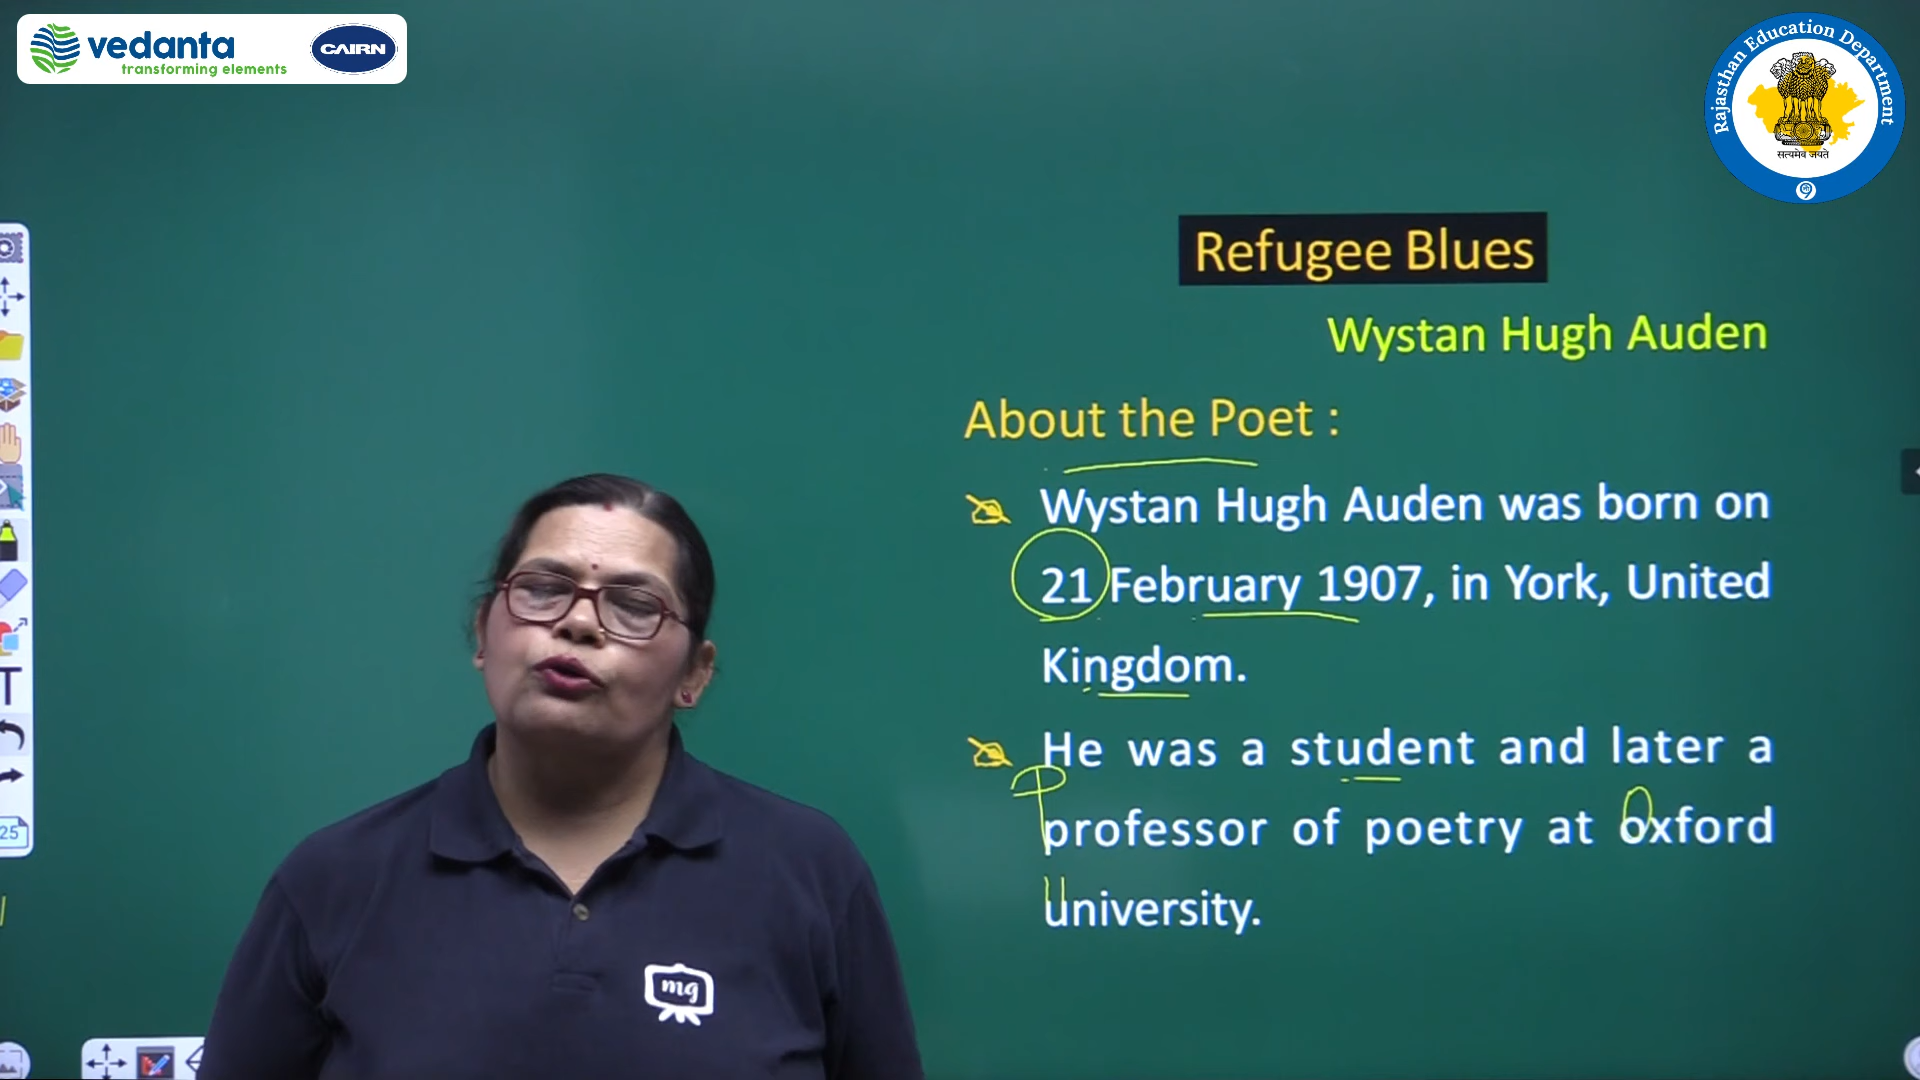 vedanta
transforming elements
CAIRN
Rajasthan Education Department
सत्यमेव जयते
Refugee Blues
Wystan Hugh Auden
About the Poet :
Wystan Hugh Auden was born on
21 February 1907, in York, United
Kingdom.
He was a student and later a
professor of poetry at oxford
university.
mg
T
25